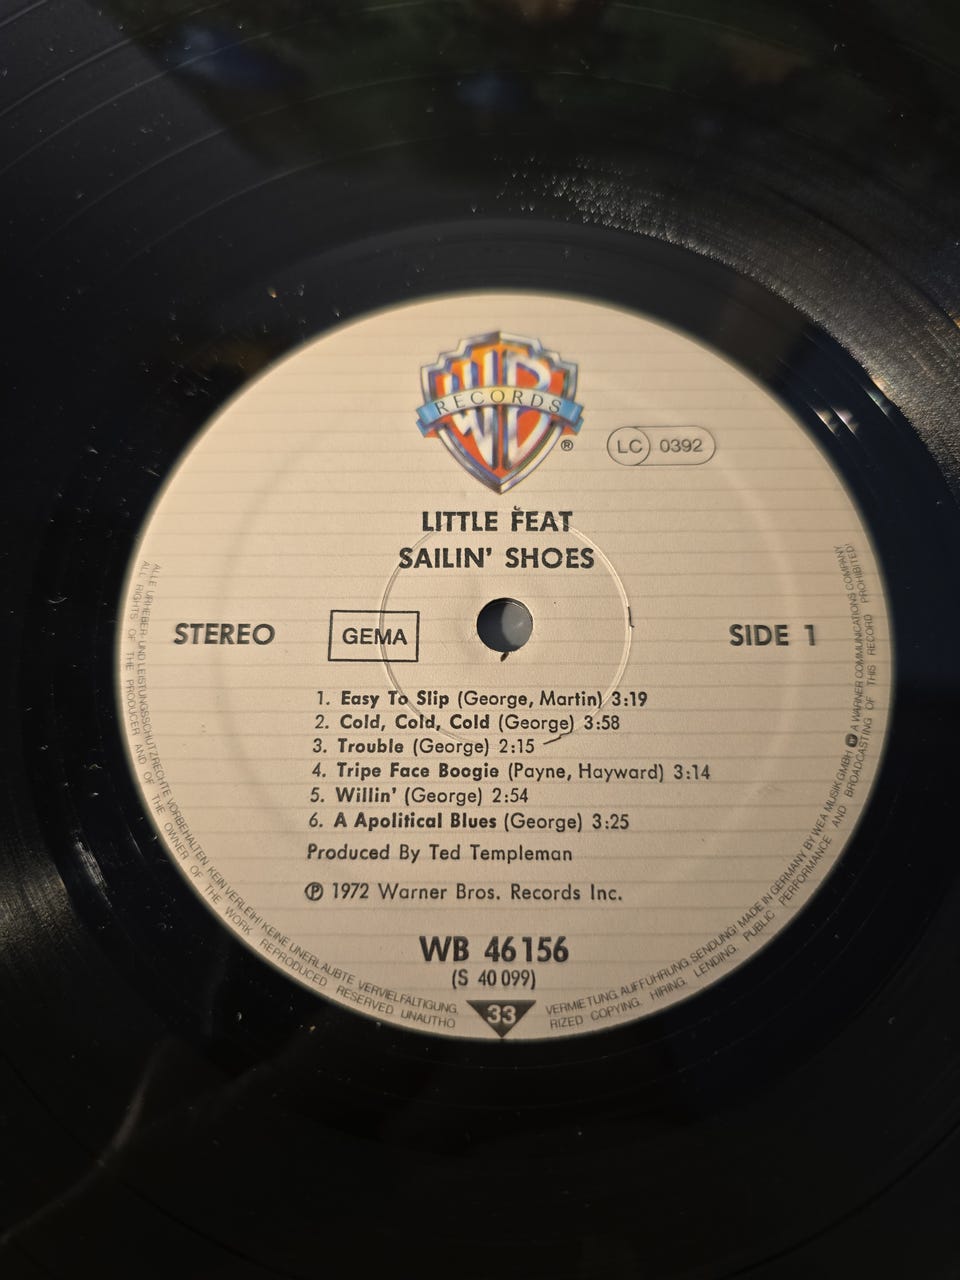 WB
RECORDS
®
LC 0392
LITTLE FEAT
SAILIN' SHOES
STEREO
GEMA
SIDE 1
1. Easy To Slip (George, Martin) 3:19
2. Cold, Cold, Cold (George) 3:58
3. Trouble (George) 2:15
4. Tripe Face Boogie (Payne, Hayward) 3:14
5. Willin' (George) 2:54
6. A Apolitical Blues (George) 3:25
Produced By Ted Templeman
℗ 1972 Warner Bros. Records Inc.
WB 46 156
(S 40 099)
33
ALLE URHEBER- UND LEISTUNGSSCHUTZRECHTE VORBEHALTEN KEIN VERLEIH! KEINE UNERLAUBTE VERVIELFÄLTIGUNG, VERMIETUNG, AUFFÜHRUNG, SENDUNG! MADE IN GERMANY BY WEA MUSIK GMBH A WARNER COMMUNICATIONS COMPANY
ALL RIGHTS OF THE PRODUCER AND OF THE OWNER OF THE WORK REPRODUCED RESERVED. UNAUTHORIZED COPYING, HIRING, LENDING, PUBLIC PERFORMANCE AND BROADCASTING OF THIS RECORD PROHIBITED!